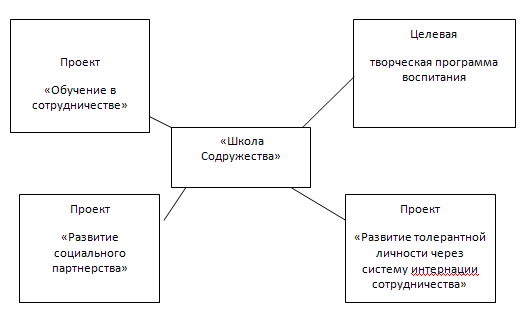 Проект
«Обучение в
сотрудничестве»
Целевая
творческая программа
воспитания
«Школа
Содружества»
Проект
«Развитие
социального
партнерства»
Проект
«Развитие толерантной
личности через
систему интернации
сотрудничества»